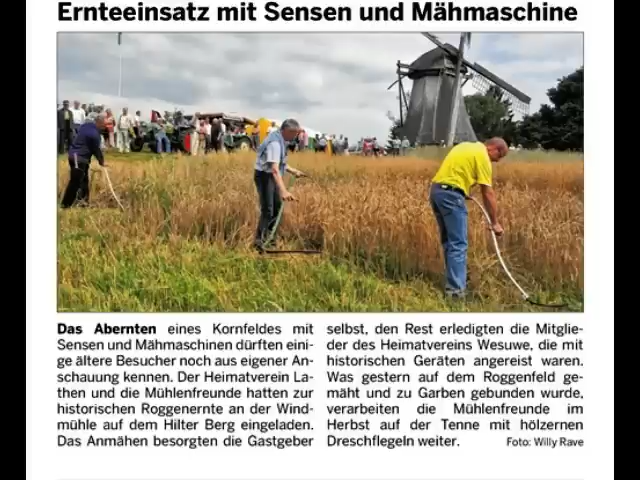 Ernteeinsatz mit Sensen und Mähmaschine
Das Abernten eines Kornfeldes mit
Sensen und Mähmaschinen dürften eini-
ge ältere Besucher noch aus eigener An-
schauung kennen. Der Heimatverein La-
then und die Mühlenfreunde hatten zur
historischen Roggenernte an der Wind-
mühle auf dem Hilter Berg eingeladen.
Das Anmähen besorgten die Gastgeber
selbst, den Rest erledigten die Mitglie-
der des Heimatvereins Wesuwe, die mit
historischen Geräten angereist waren.
Was gestern auf dem Roggenfeld ge-
mäht und zu Garben gebunden wurde,
verarbeiten die Mühlenfreunde im
Herbst auf der Tenne mit hölzernen
Dreschflegeln weiter. Foto: Willy Rave